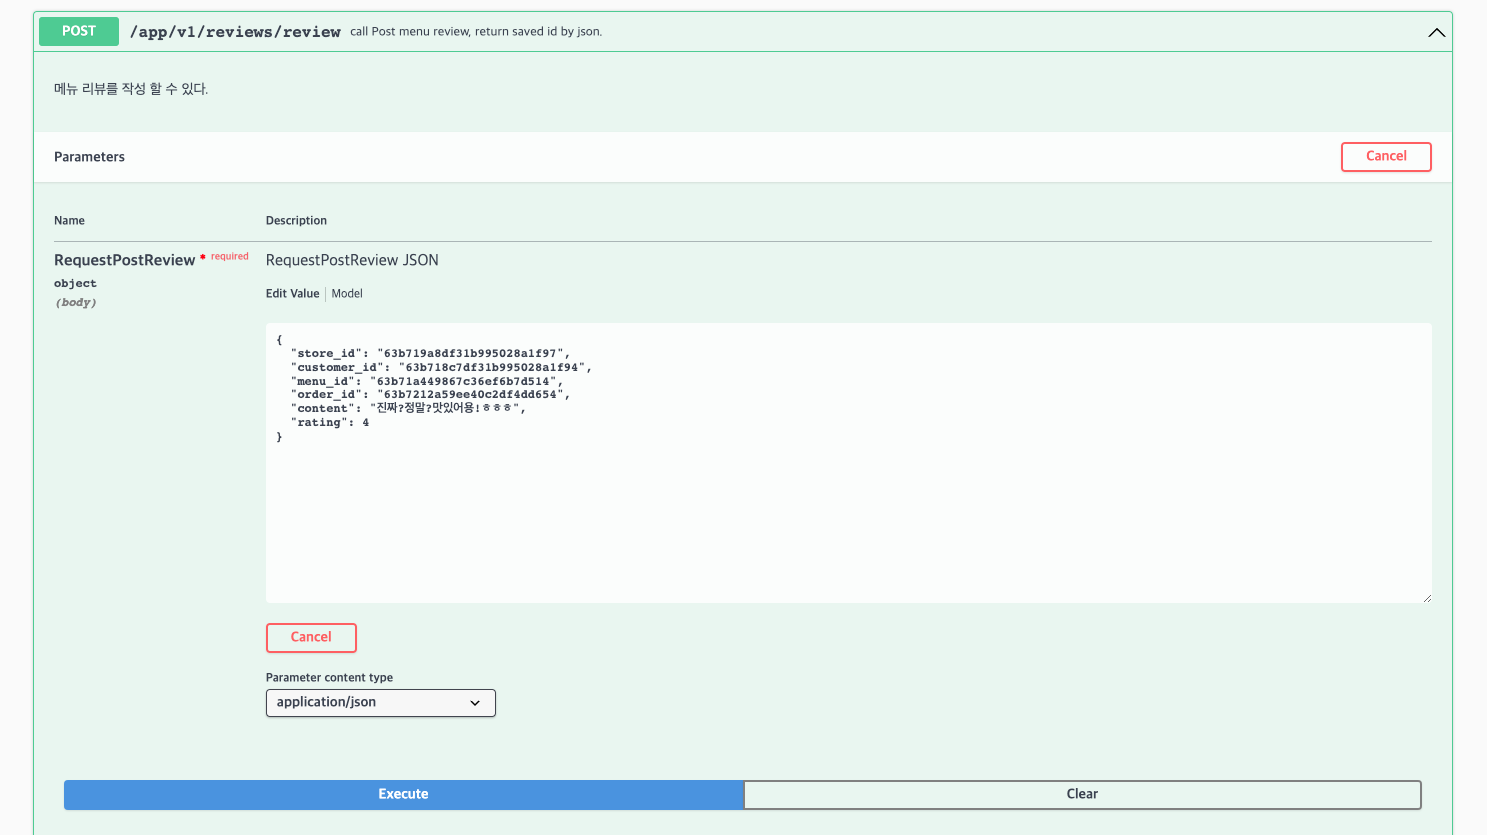 POST /app/v1/reviews/review call Post menu review, return saved id by json.
메뉴 리뷰를 작성 할 수 있다.
Parameters Cancel
Name Description
RequestPostReview * required RequestPostReview JSON
object
(body)
Edit Value | Model
{
"store_id": "63b719a8df31b995028a1f97",
"customer_id": "63b718c7df31b995028a1f94",
"menu_id": "63b71a449867c36ef6b7d514",
"order_id": "63b7212a59ee40c2df4dd654",
"content": "진짜?정말?맛있어용!ㅎㅎㅎ",
"rating": 4
}
Cancel
Parameter content type
application/json
Execute Clear